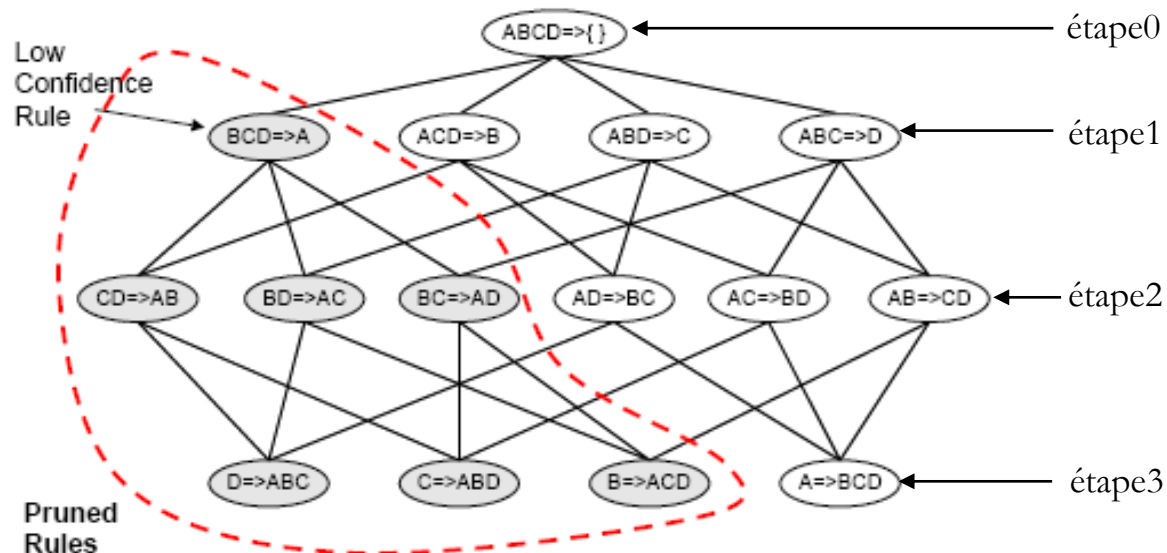 ABCD=>{ }
étape0
Low
Confidence
Rule
BCD=>A
ACD=>B
ABD=>C
ABC=>D
étape1
CD=>AB
BD=>AC
BC=>AD
AD=>BC
AC=>BD
AB=>CD
étape2
D=>ABC
C=>ABD
B=>ACD
A=>BCD
étape3
Pruned
Rules